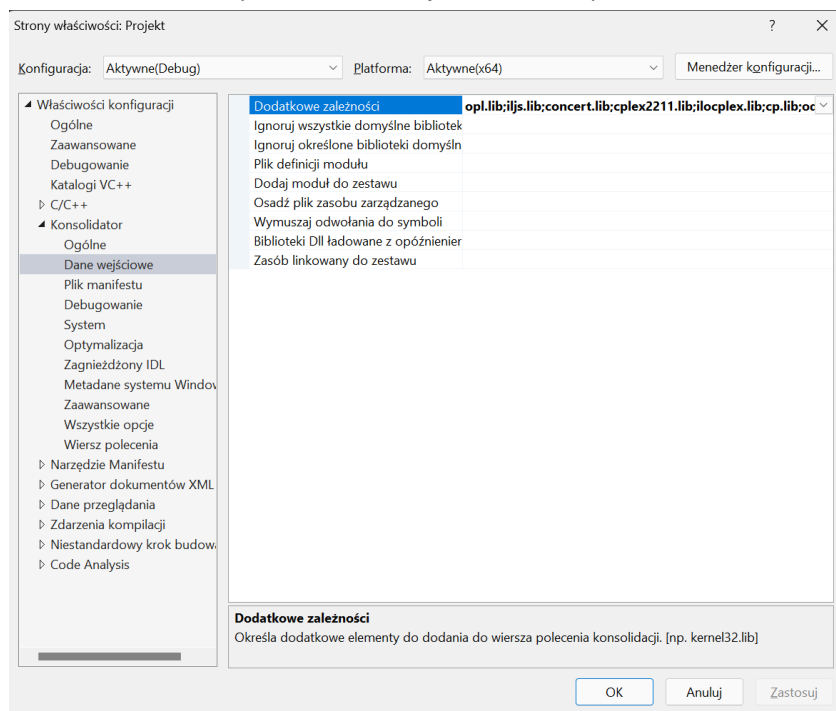 Strony właściwości: Projekt
?
Konfiguracja: Aktywne(Debug) Platforma: Aktywne(x64) Menedżer konfiguracji...
Właściwości konfiguracji
Ogólne
Zaawansowane
Debugowanie
Katalogi VC++
C/C++
Konsolidator
Ogólne
Dane wejściowe
Plik manifestu
Debugowanie
System
Optymalizacja
Zagnieżdżony IDL
Metadane systemu Window
Zaawansowane
Wszystkie opcje
Wiersz polecenia
Narzędzie Manifestu
Generator dokumentów XML
Dane przeglądania
Zdarzenia kompilacji
Niestandardowy krok budowa
Code Analysis
Dodatkowe zależności opl.lib;iljs.lib;concert.lib;cplex2211.lib;ilocplex.lib;cp.lib;oc
Ignoruj wszystkie domyślne bibliotek
Ignoruj określone biblioteki domyśln
Plik definicji modułu
Dodaj moduł do zestawu
Osadź plik zasobu zarządzanego
Wymuszaj odwołania do symboli
Biblioteki Dll ładowane z opóźnienier
Zasób linkowany do zestawu
Dodatkowe zależności
Określa dodatkowe elementy do dodania do wiersza polecenia konsolidacji. [np. kernel32.lib]
OK Anuluj Zastosuj